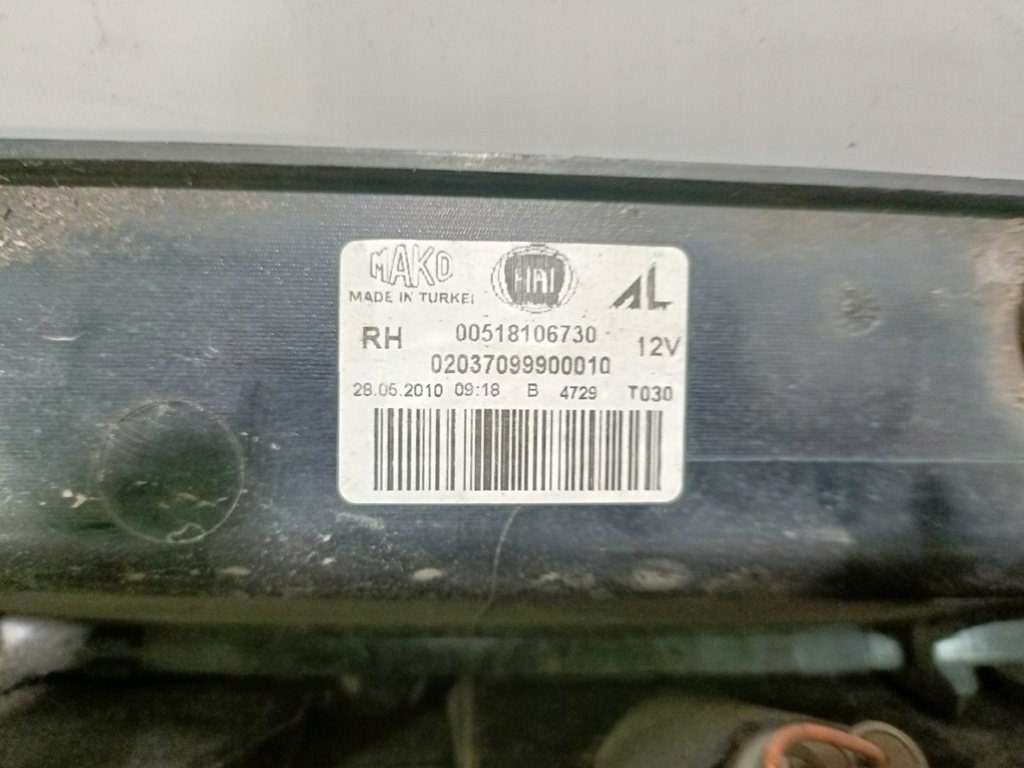 MAKO FIAT AL
MADE IN TURKEI
RH 00518106730 12V
02037099900010
28.05.2010 09:18 B 4729 T030